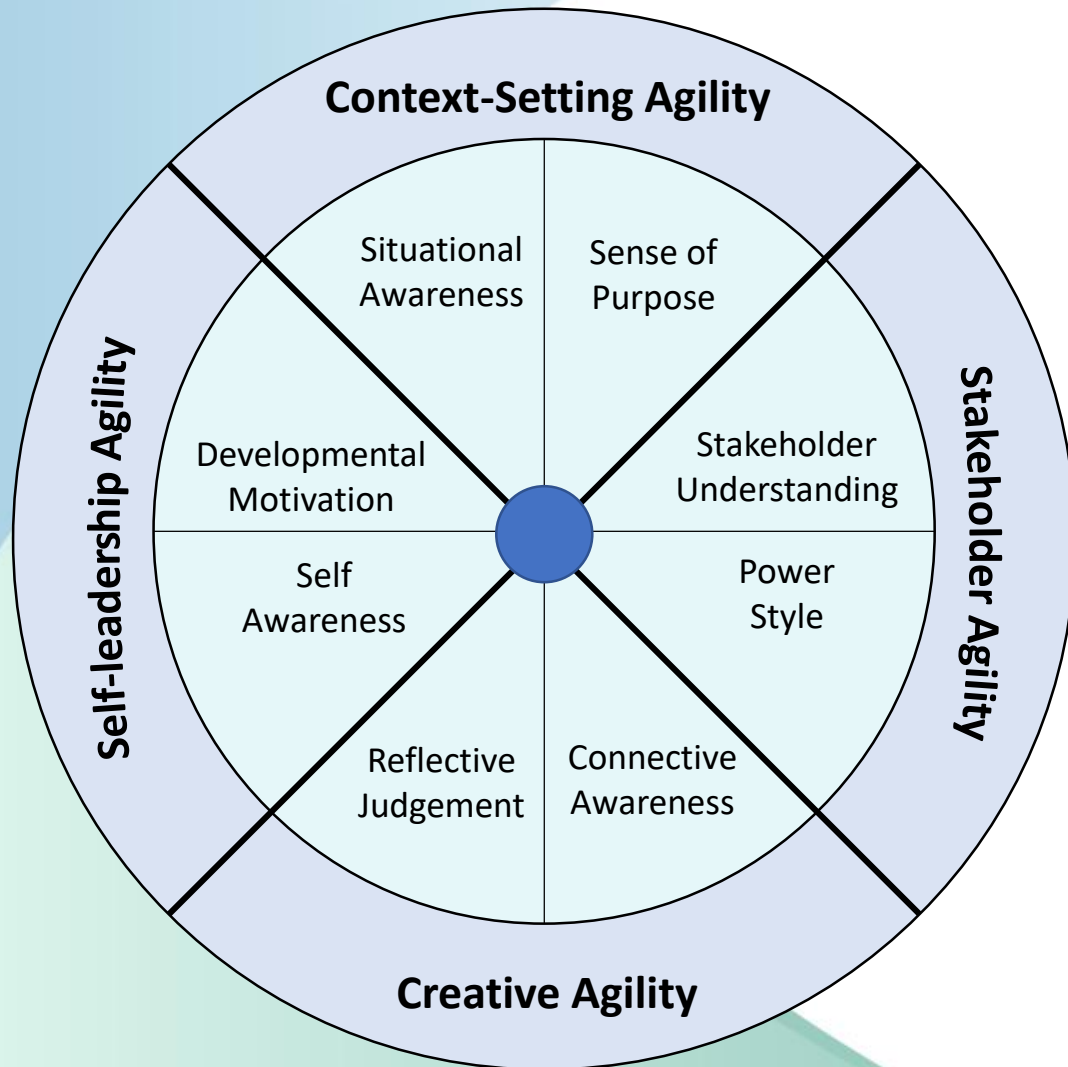 Context-Setting Agility
Situational
Awareness
Sense of
Purpose
Stakeholder
Understanding
Power
Style
Stakeholder Agility
Connective
Awareness
Reflective
Judgement
Creative Agility
Self
Awareness
Developmental
Motivation
Self-leadership Agility